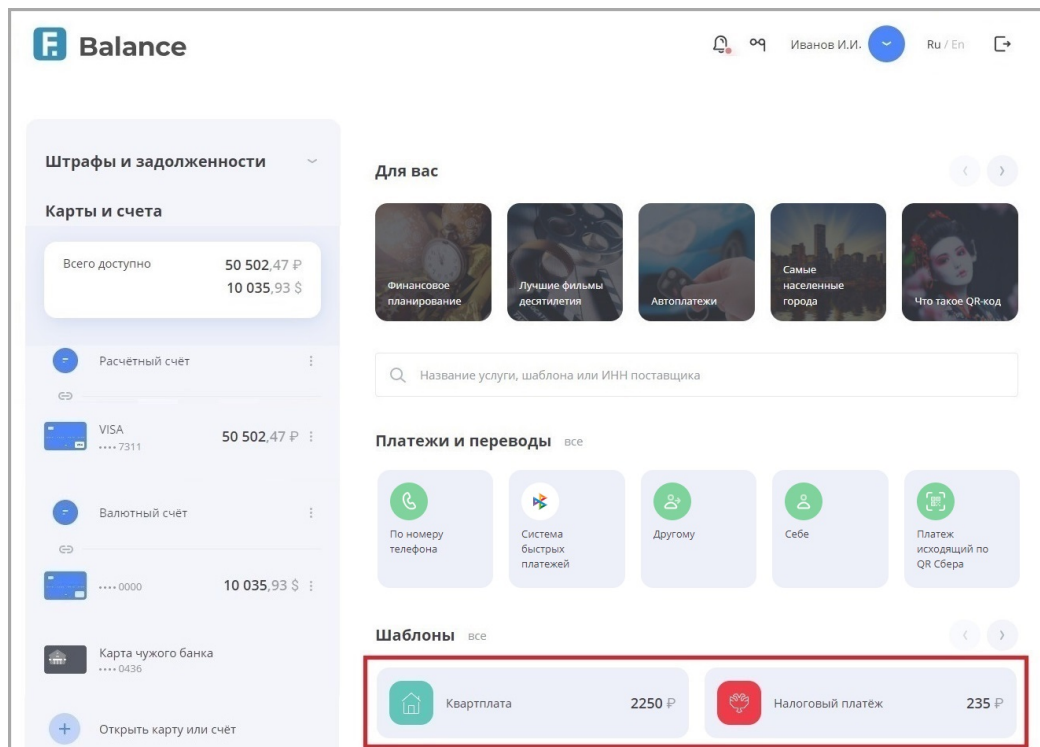 F. Balance
Иванов И.И.
Ru / En
Штрафы и задолженности
Карты и счета
Всего доступно
50 502,47 ₽
10 035,93 $
Расчётный счёт
VISA
•••• 7311
50 502,47 ₽
Валютный счёт
•••• 0000
10 035,93 $
Карта чужого банка
•••• 0436
Открыть карту или счёт
Для вас
Финансовое
планирование
Лучшие фильмы
десятилетия
Автоплатежи
Самые
населенные
города
Что такое QR-код
Название услуги, шаблона или ИНН поставщика
Платежи и переводы все
По номеру
телефона
Система
быстрых
платежей
Другому
Себе
Платеж
исходящий по
QR Сбера
Шаблоны все
Квартплата 2250 ₽
Налоговый платёж 235 ₽